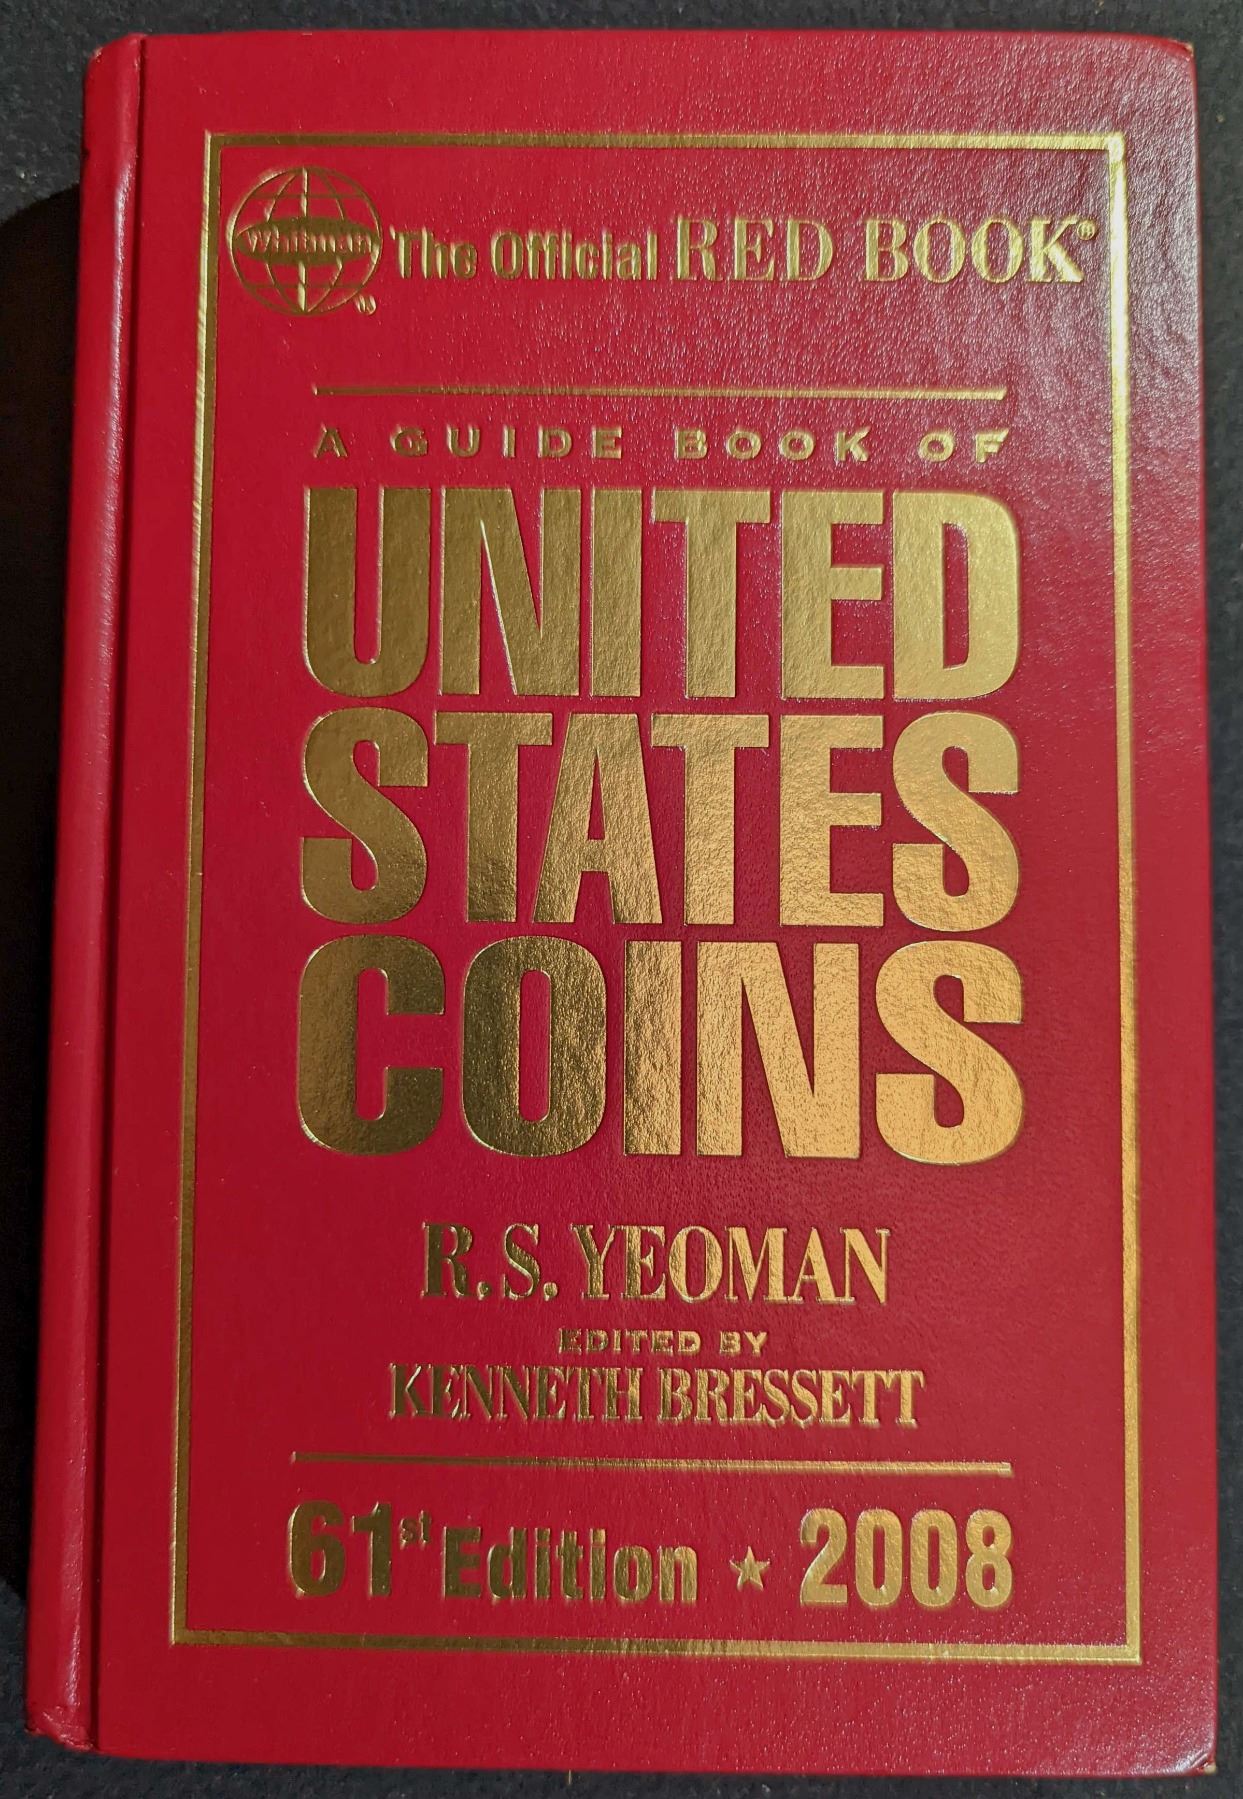 Whitman® The Official RED BOOK®
A GUIDE BOOK OF
UNITED
STATES
COINS
R.S. YEOMAN
EDITED BY
KENNETH BRESSETT
61st Edition ★ 2008